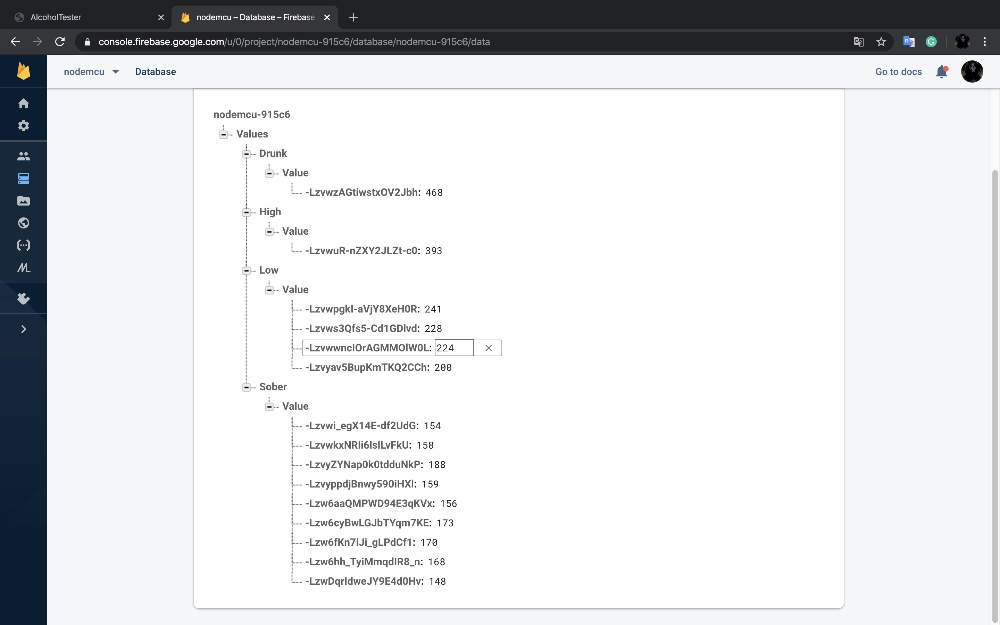 AlcoholTester
nodemcu – Database – Firebase
console.firebase.google.com/u/0/project/nodemcu-915c6/database/nodemcu-915c6/data
nodemcu Database Go to docs
nodemcu-915c6
Values
Drunk
Value
-LzvwzAGtiwstxOV2Jbh: 468
High
Value
-LzvwuR-nZXY2JLZt-c0: 393
Low
Value
-LzvwpgkI-aVjY8XeH0R: 241
-Lzvws3Qfs5-Cd1GDlvd: 228
-LzvwwncIOrAGMMOlW0L: 224
-Lzvyav5BupKmTKQ2CCh: 200
Sober
Value
-Lzvwi_egX14E-df2UdG: 154
-LzvwkxNRli6lslLvFkU: 158
-LzvyZYNap0k0tdduNkP: 188
-LzvyppdjBnwy590iHXl: 159
-Lzw6aaQMPWD94E3qKVx: 156
-Lzw6cyBwLGJbTYqm7KE: 173
-Lzw6fKn7iJi_gLPdCf1: 170
-Lzw6hh_TyiMmqdIR8_n: 168
-LzwDqrIdweJY9E4d0Hv: 148